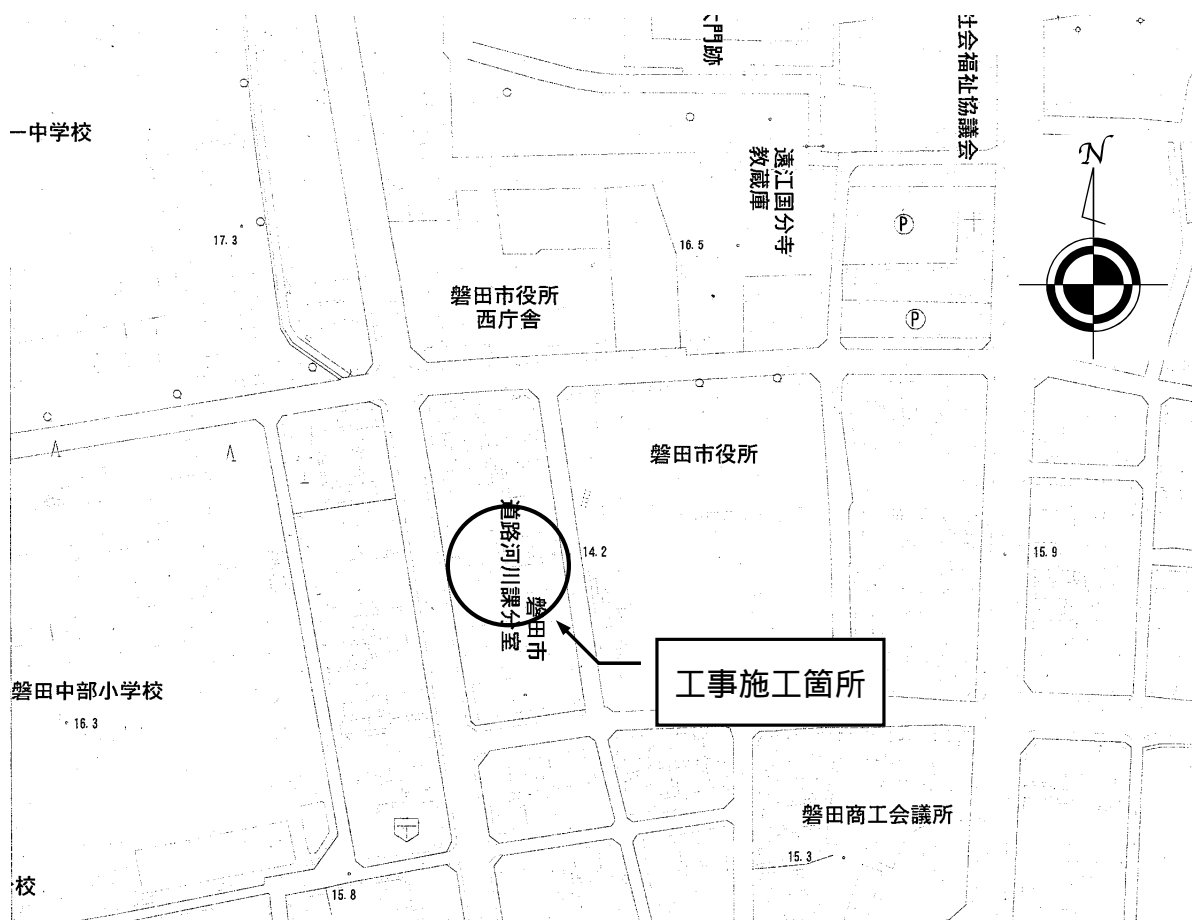 大門跡
社会福祉協議会
一中学校
遠江国分寺
教蔵庫
N
17.3
16.5
P
磐田市役所
西庁舎
P
磐田市役所
磐田市
道路河川課分室
14.2
15.9
工事施工箇所
磐田中部小学校
16.3
磐田商工会議所
15.3
校
15.8